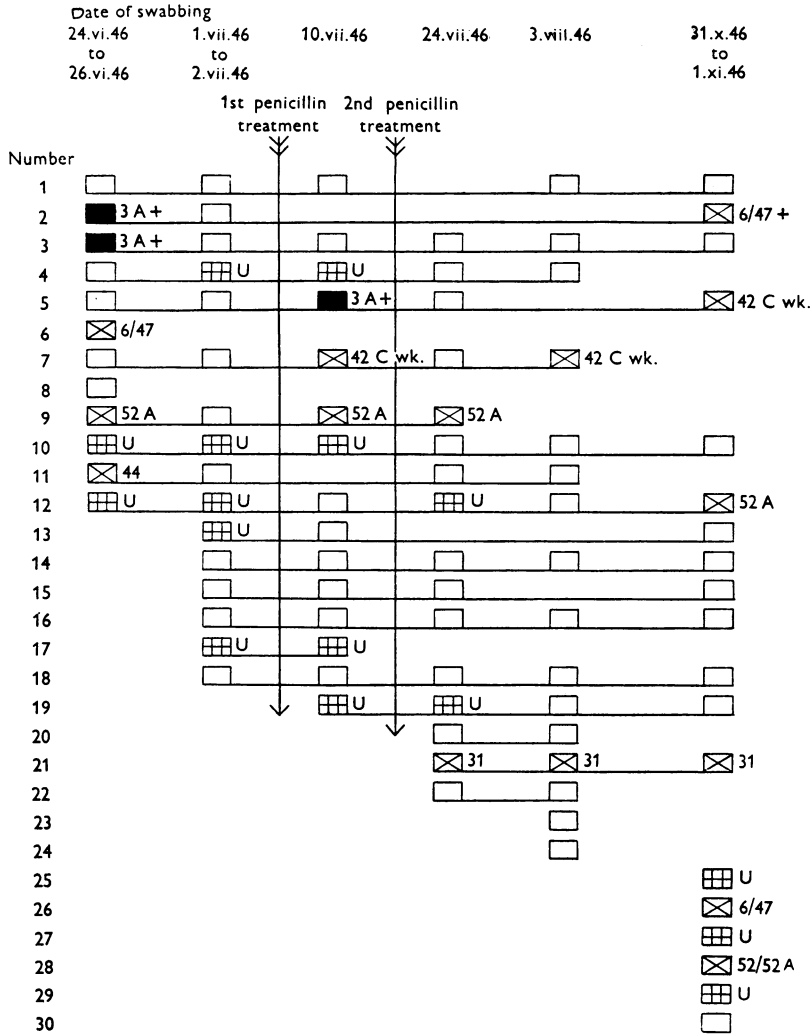 Date of swabbing
24.vi.46 1.vii.46 10.vii.46 24.vii.46 3.viii.46 31.x.46
to to to
26.vi.46 2.vii.46 1.xi.46
1st penicillin 2nd penicillin
treatment treatment
Number
1
2 3 A + 6/47 +
3 3 A +
4 U U
5 3 A + 42 C wk.
6 6/47
7 42 C wk. 42 C wk.
8
9 52 A 52 A 52 A
10 U U U
11 44
12 U U U 52 A
13 U
14
15
16
17 U U
18
19 U U
20
21 31 31 31
22
23
24
25 U
26 6/47
27 U
28 52/52 A
29 U
30